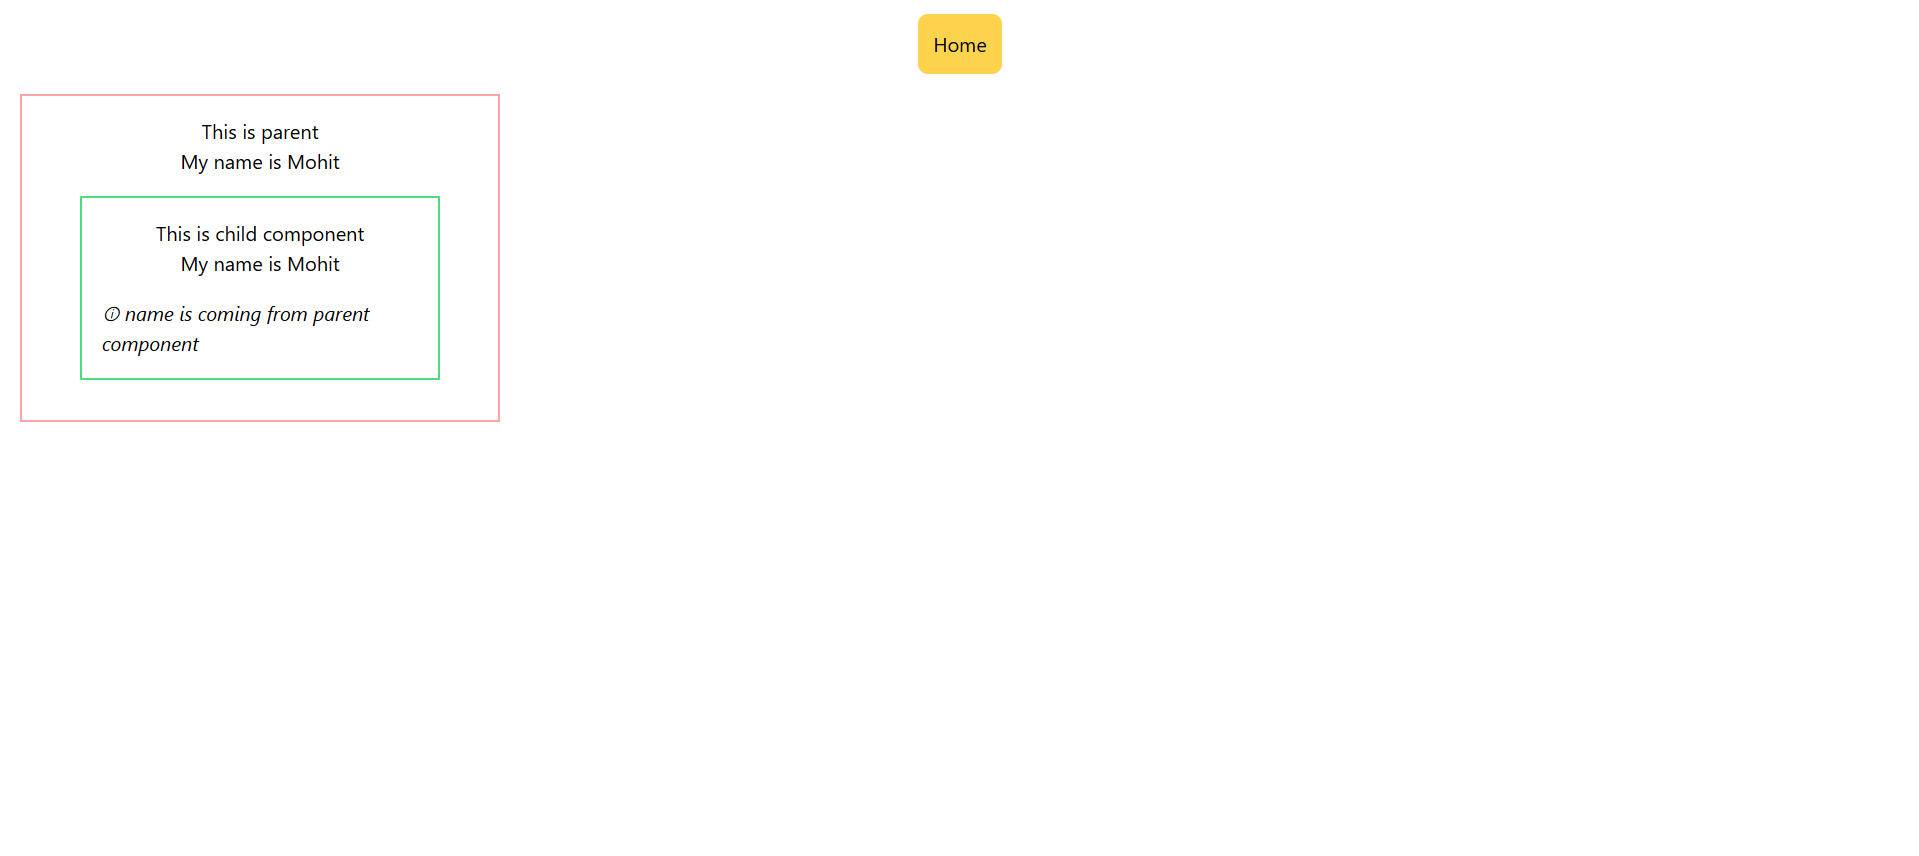 Home
This is parent
My name is Mohit
This is child component
My name is Mohit
ⓘ name is coming from parent
component